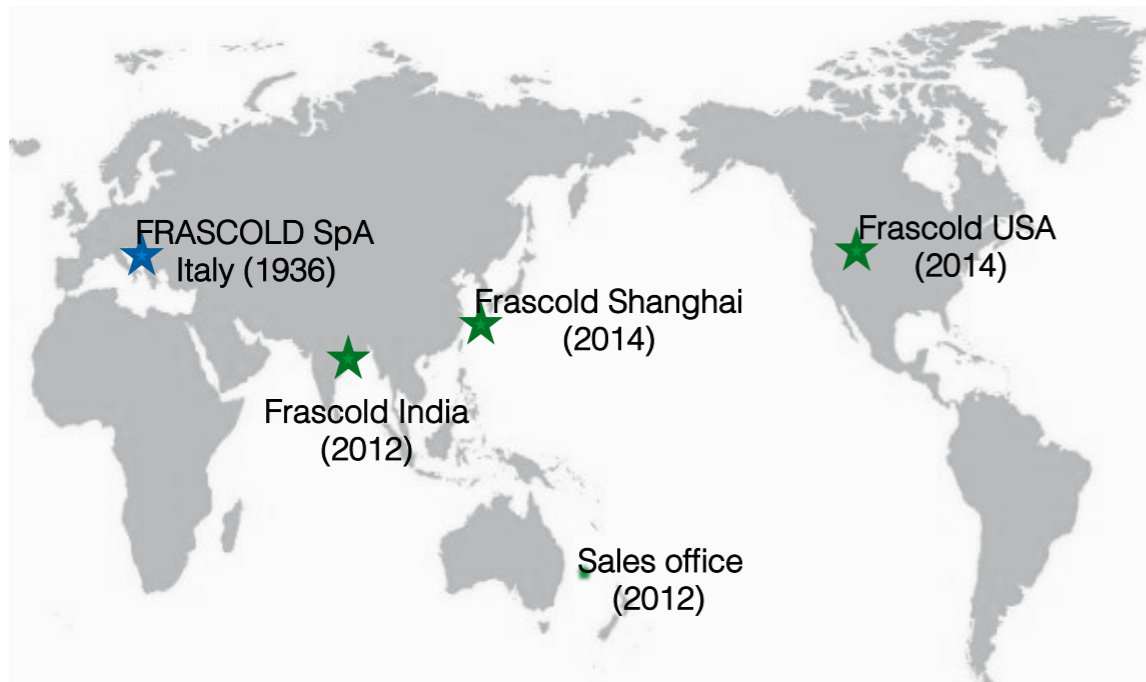 FRASCOLD SpA
Italy (1936)
Frascold USA
(2014)
Frascold Shanghai
(2014)
Frascold India
(2012)
Sales office
(2012)